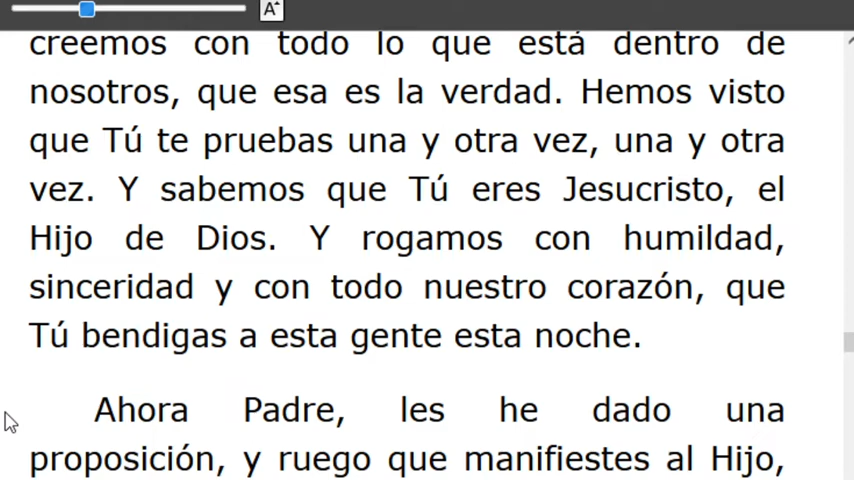 A
creemos con todo lo que está dentro de
nosotros, que esa es la verdad. Hemos visto
que Tú te pruebas una y otra vez, una y otra
vez. Y sabemos que Tú eres Jesucristo, el
Hijo de Dios. Y rogamos con humildad,
sinceridad y con todo nuestro corazón, que
Tú bendigas a esta gente esta noche.
Ahora Padre, les he dado una
proposición, y ruego que manifiestes al Hijo,